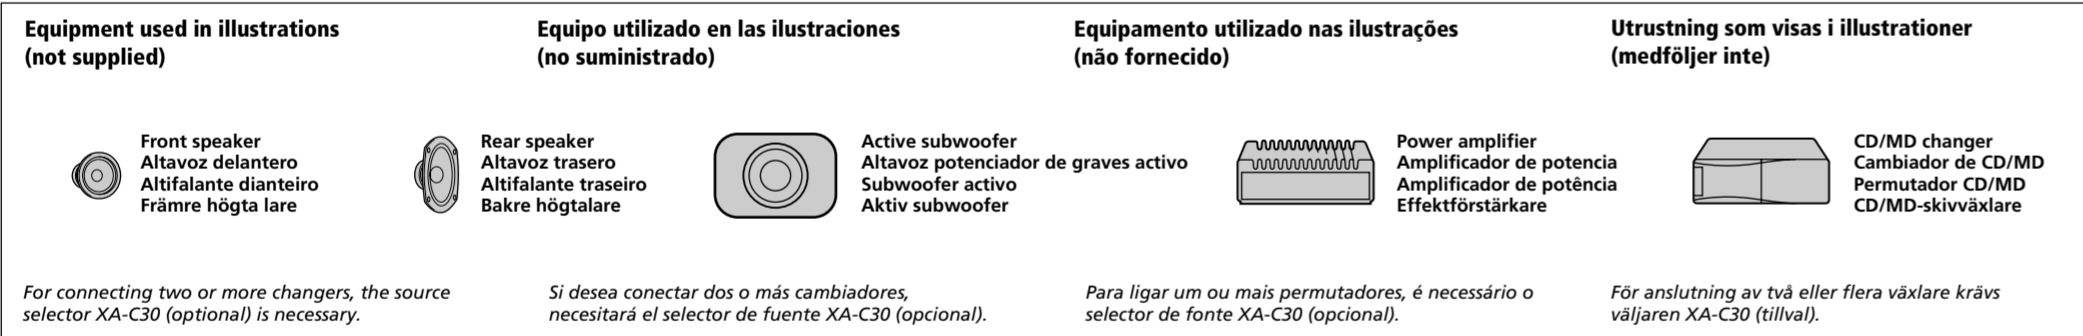 Equipment used in illustrations
(not supplied)
Equipo utilizado en las ilustraciones
(no suministrado)
Equipamento utilizado nas ilustrações
(não fornecido)
Utrustning som visas i illustrationer
(medföljer inte)
Front speaker
Altavoz delantero
Altifalante dianteiro
Främre högta lare
Rear speaker
Altavoz trasero
Altifalante traseiro
Bakre högtalare
Active subwoofer
Altavoz potenciador de graves activo
Subwoofer activo
Aktiv subwoofer
Power amplifier
Amplificador de potencia
Amplificador de potência
Effektförstärkare
CD/MD changer
Cambiador de CD/MD
Permutador CD/MD
CD/MD-skivväxlare
For connecting two or more changers, the source
selector XA-C30 (optional) is necessary.
Si desea conectar dos o más cambiadores,
necesitará el selector de fuente XA-C30 (opcional).
Para ligar um ou mais permutadores, é necessário o
selector de fonte XA-C30 (opcional).
För anslutning av två eller flera växlare krävs
väljaren XA-C30 (tillval).